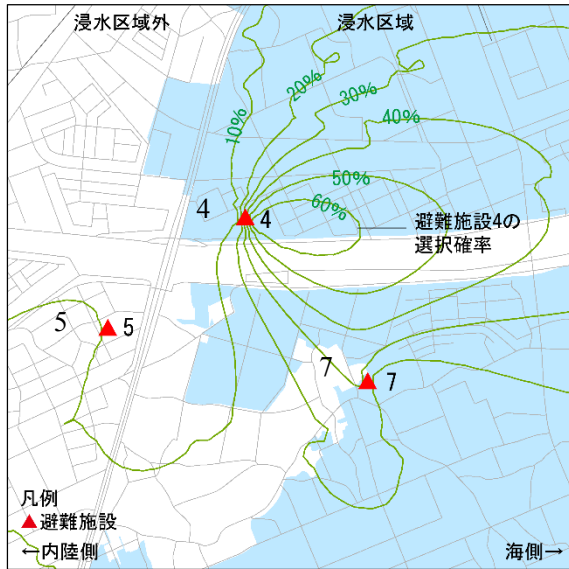 浸水区域外
浸水区域
10%
20%
30%
40%
50%
60%
4
4
避難施設4の
選択確率
5
5
7
7
凡例
▲避難施設
←内陸側
海側→